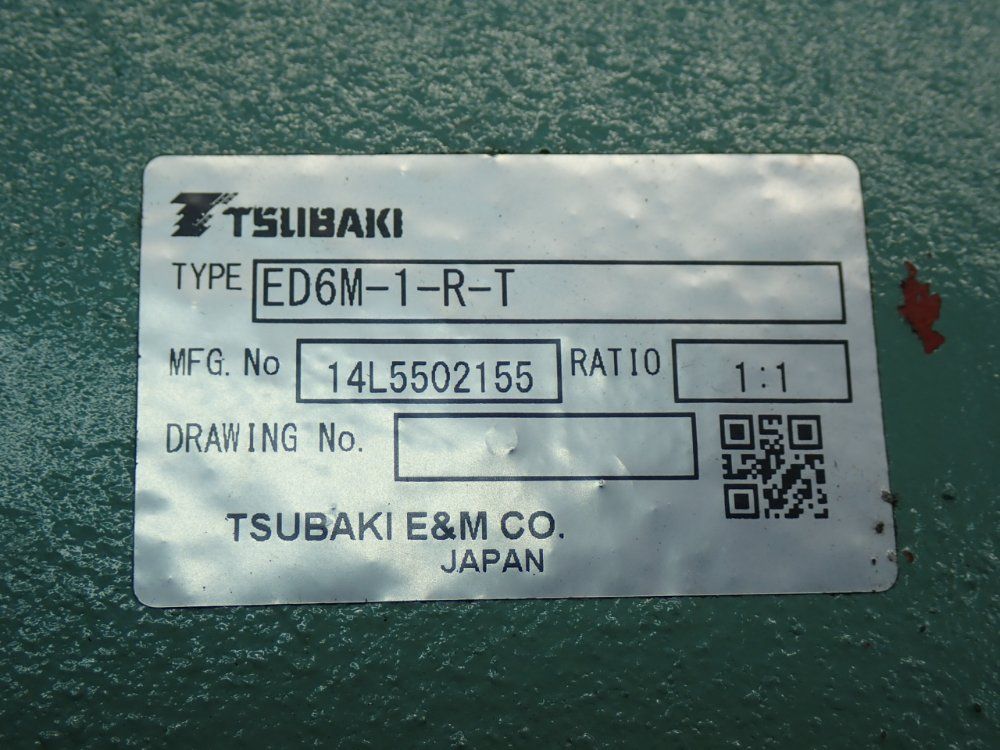 TSUBAKI
TYPE ED6M-1-R-T
MFG. No 14L5502155 RATIO 1:1
DRAWING No.
TSUBAKI E&M CO.
JAPAN